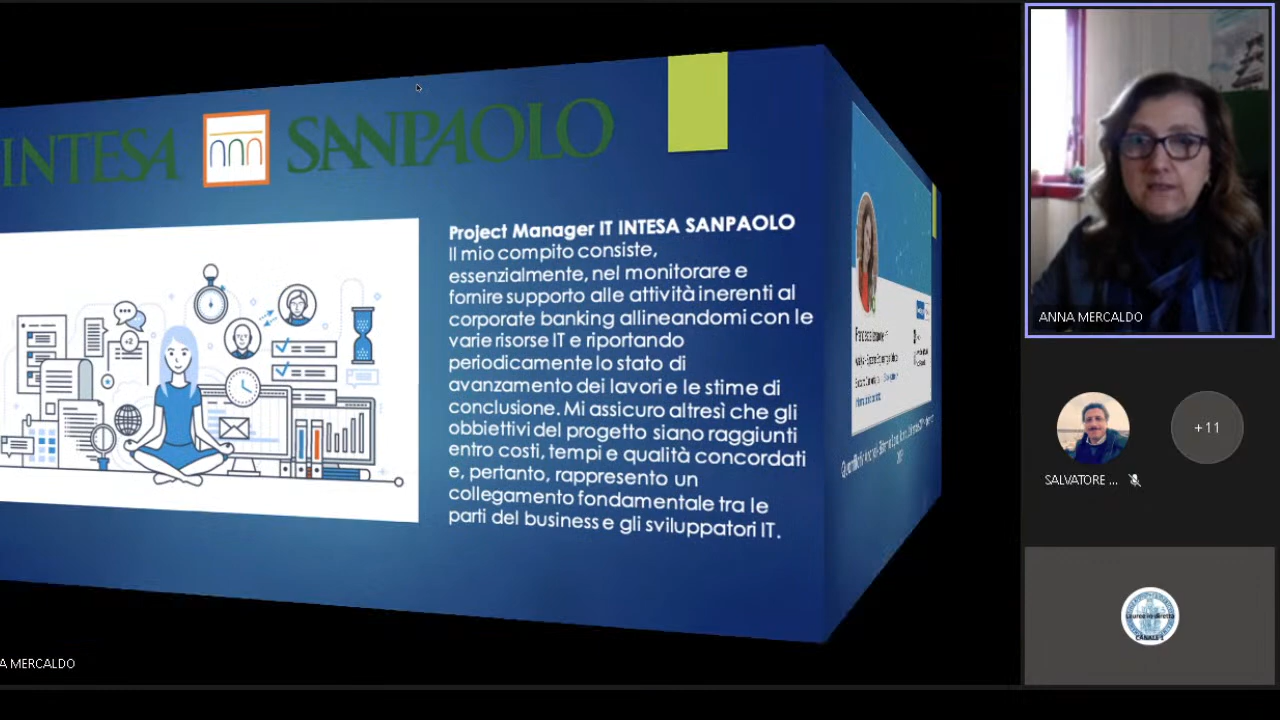 INTESA SANPAOLO
Project Manager IT INTESA SANPAOLO
Il mio compito consiste,
essenzialmente, nel monitorare e
fornire supporto alle attività inerenti al
corporate banking allineandomi con le
varie risorse IT e riportando
periodicamente lo stato di
avanzamento dei lavori e le stime di
conclusione. Mi assicuro altresì che gli
obbiettivi del progetto siano raggiunti
entro costi, tempi e qualità concordati
e, pertanto, rappresento un
collegamento fondamentale tra le
parti del business e gli sviluppatori IT.
+2
A MERCALDO
ANNA MERCALDO
+11
SALVATORE ...
CANALE 1